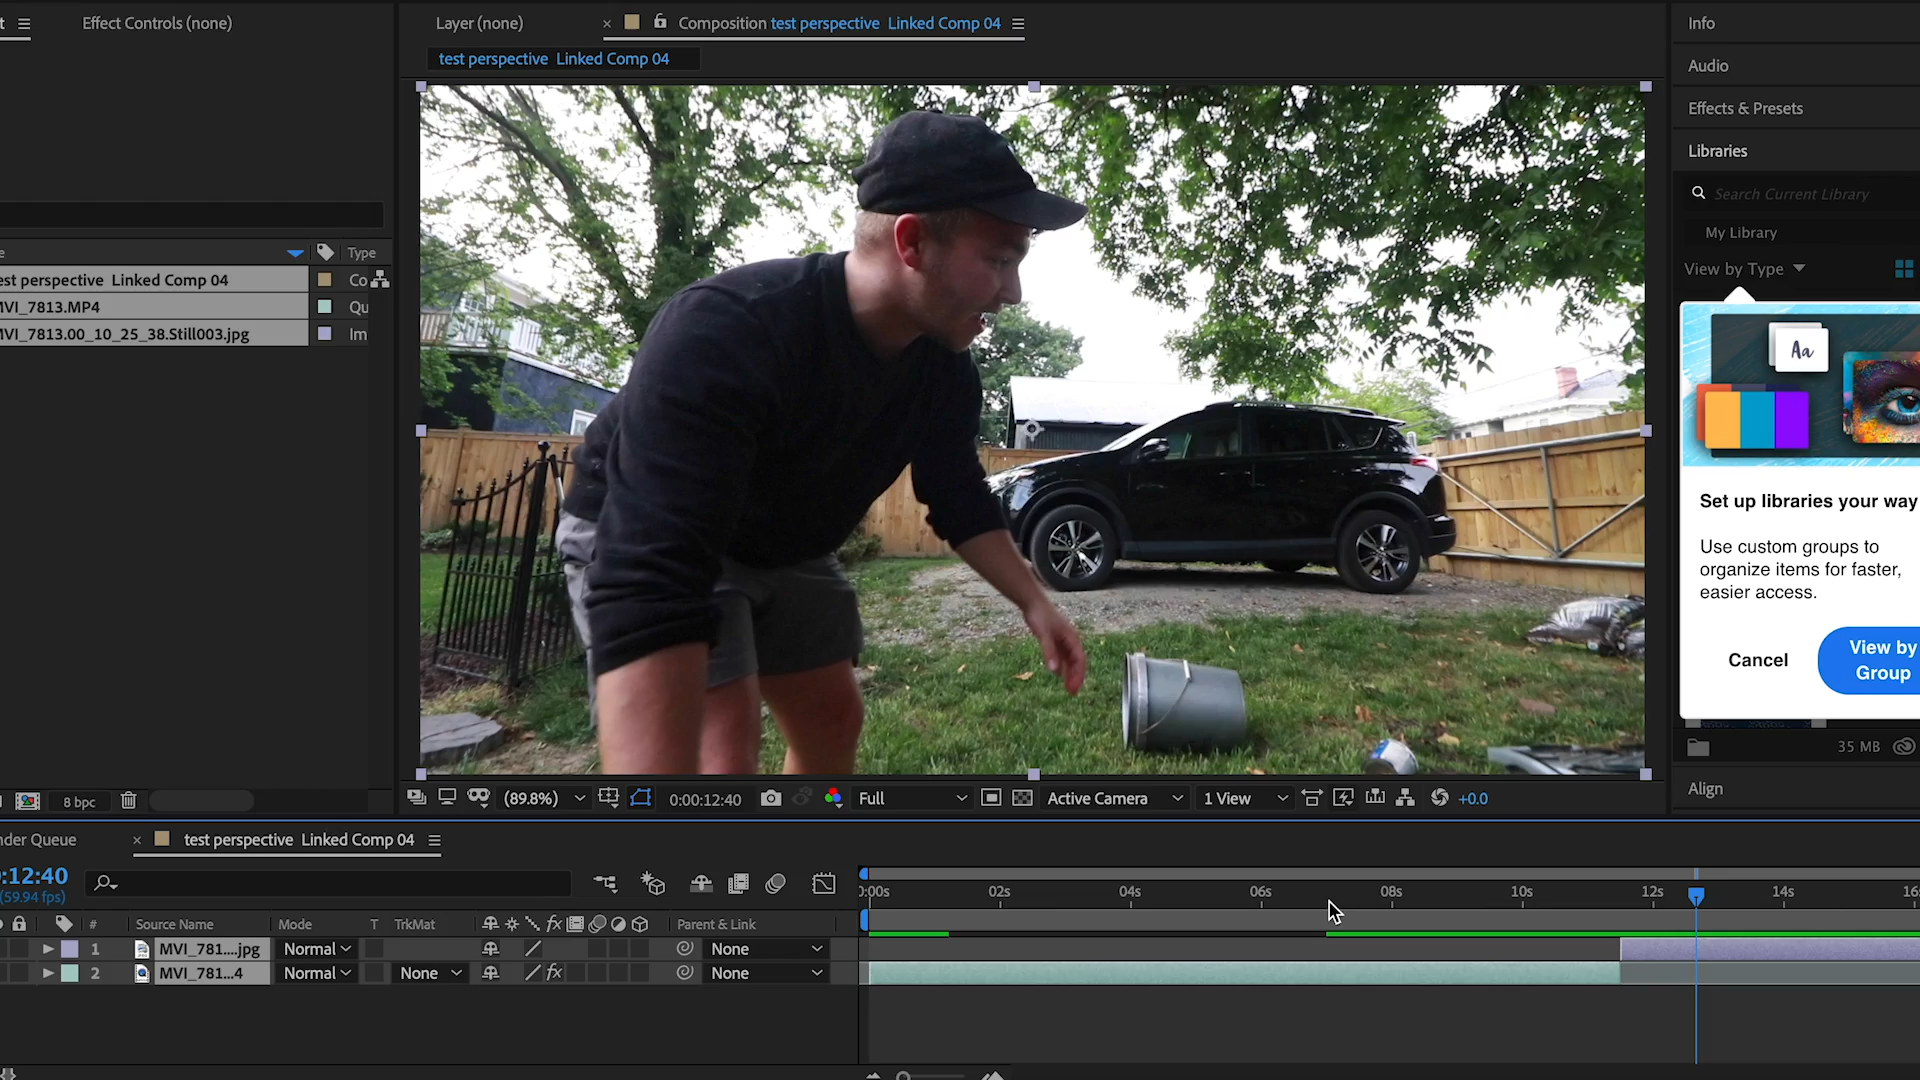 t
Effect Controls (none)
Layer (none)
Composition test perspective Linked Comp 04
Info
test perspective Linked Comp 04
Audio
Effects & Presets
Libraries
Search Current Library
My Library
View by Type
e
Type
est perspective Linked Comp 04
Co
MVI_7813.MP4
Qu
MVI_7813.00_10_25_38.Still003.jpg
Im
Aa
Set up libraries your way
Use custom groups to
organize items for faster,
easier access.
Cancel
View by
Group
35 MB
8 bpc
(89.8%)
0:00:12:40
Full
Active Camera
1 View
+0.0
Align
nder Queue
test perspective Linked Comp 04
:12:40
(59.94 fps)
0:00s
02s
04s
06s
08s
10s
12s
14s
16s
#
Source Name
Mode
T
TrkMat
fx
Parent & Link
1
MVI_781....jpg
Normal
None
2
MVI_781...4
Normal
None
fx
None